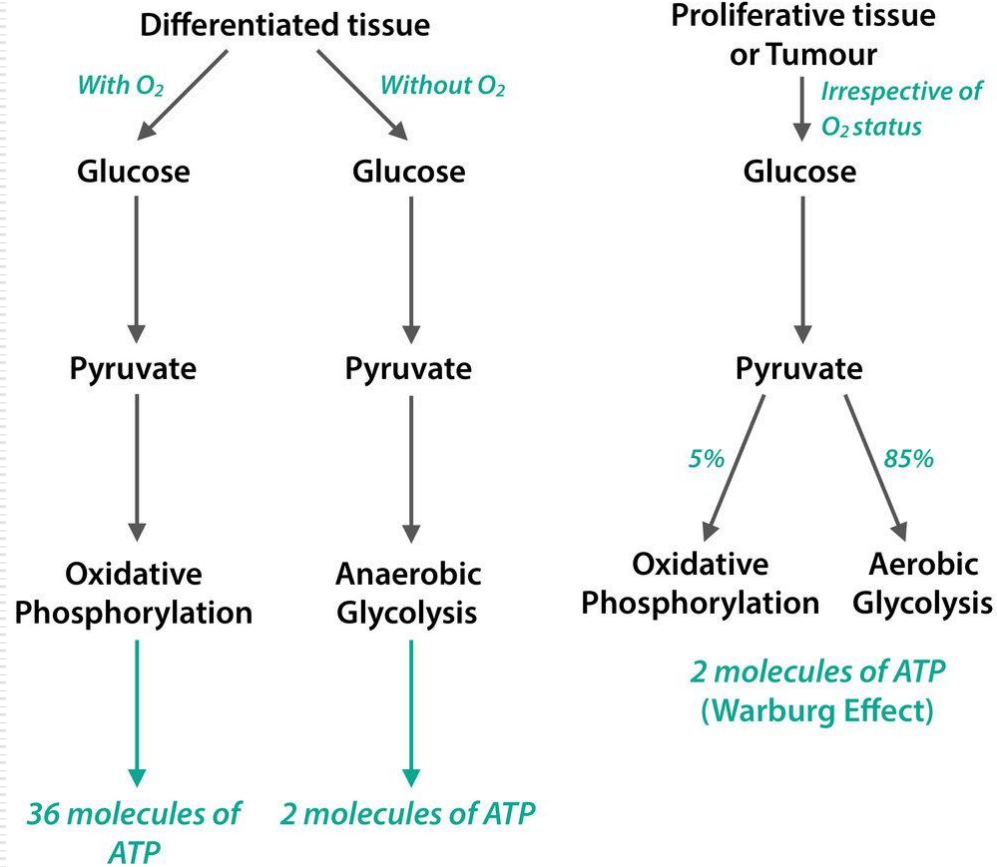 Differentiated tissue
With O₂
Without O₂
Glucose
Glucose
Pyruvate
Pyruvate
Oxidative
Phosphorylation
Anaerobic
Glycolysis
36 molecules of
ATP
2 molecules of ATP
Proliferative tissue
or Tumour
Irrespective of
O₂ status
Glucose
Pyruvate
5%
85%
Oxidative
Phosphorylation
Aerobic
Glycolysis
2 molecules of ATP
(Warburg Effect)